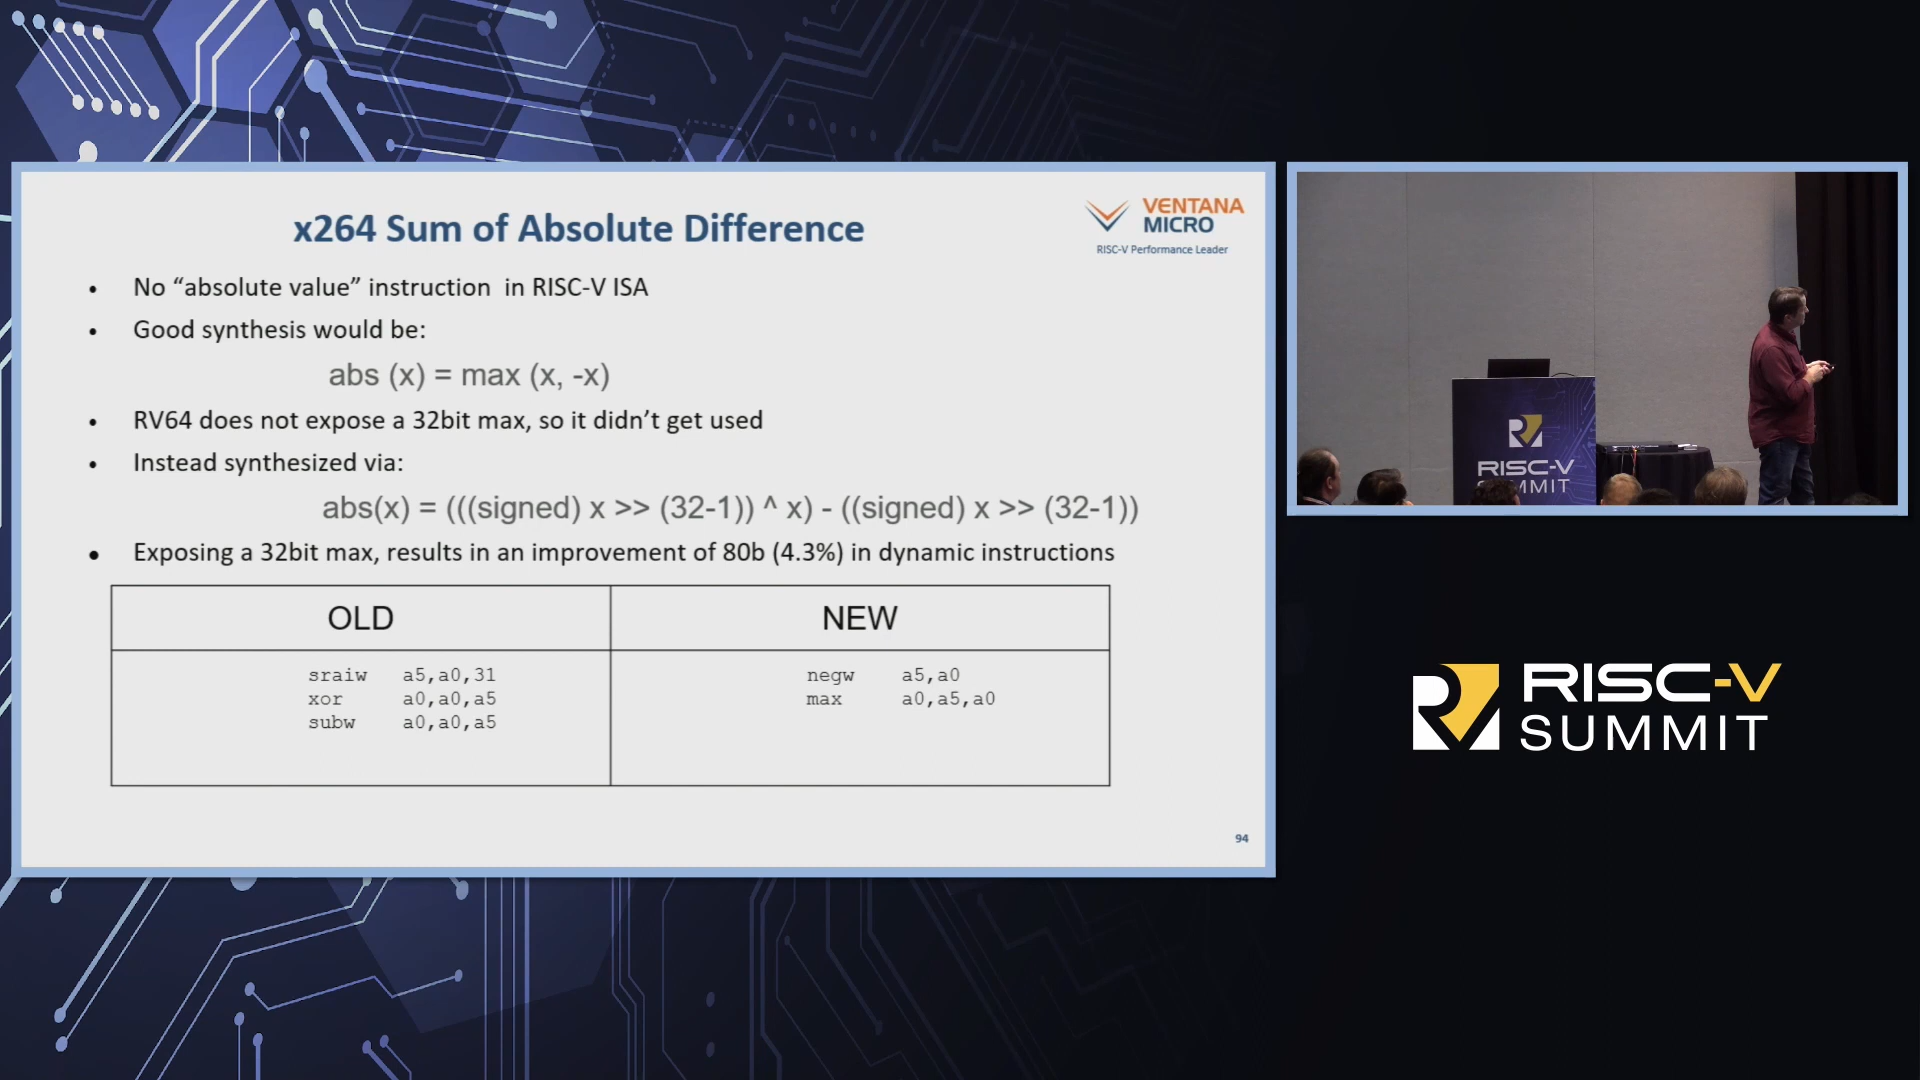 x264 Sum of Absolute Difference
VENTANA
MICRO
RISC-V Performance Leader
• No “absolute value” instruction in RISC-V ISA
• Good synthesis would be:
abs (x) = max (x, -x)
• RV64 does not expose a 32bit max, so it didn’t get used
• Instead synthesized via:
abs(x) = (((signed) x >> (32-1)) ^ x) - ((signed) x >> (32-1))
• Exposing a 32bit max, results in an improvement of 80b (4.3%) in dynamic instructions
OLD NEW
sraiw a5,a0,31
xor a0,a0,a5
subw a0,a0,a5
negw a5,a0
max a0,a5,a0
94
RISC-V
SUMMIT
RISC-V
SUMMIT